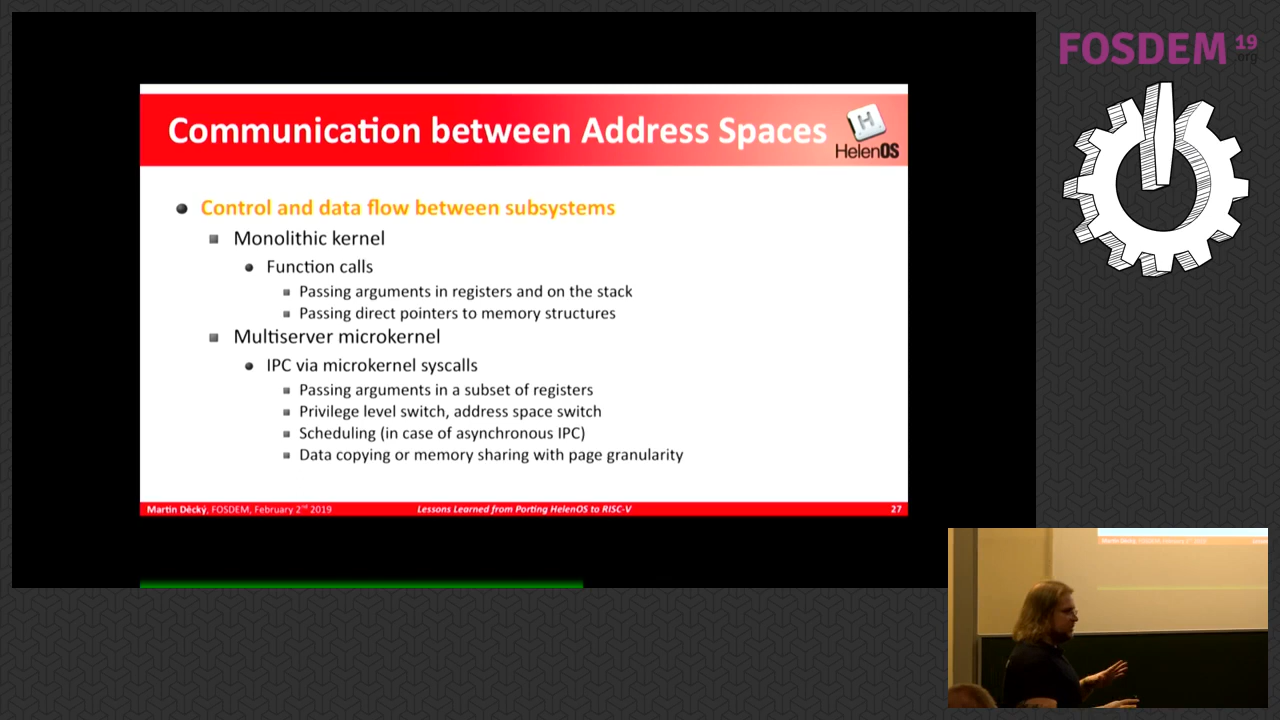 FOSDEM 19
.org
Communication between Address Spaces
H
HelenOS
Control and data flow between subsystems
Monolithic kernel
Function calls
Passing arguments in registers and on the stack
Passing direct pointers to memory structures
Multiserver microkernel
IPC via microkernel syscalls
Passing arguments in a subset of registers
Privilege level switch, address space switch
Scheduling (in case of asynchronous IPC)
Data copying or memory sharing with page granularity
Martin Děcký, FOSDEM, February 2nd 2019
Lessons Learned from Porting HelenOS to RISC-V
27